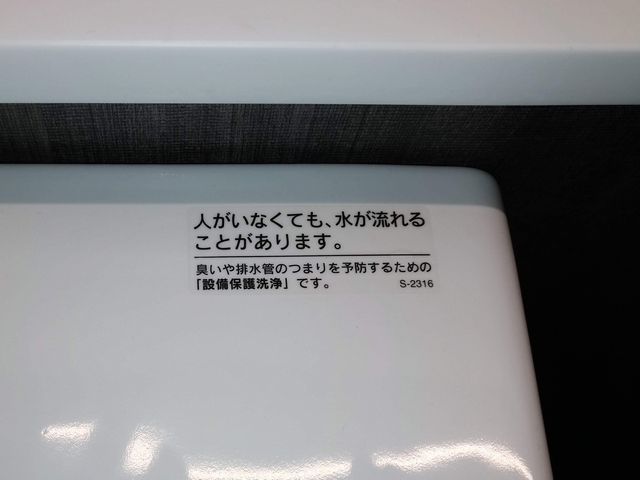 人がいなくても、水が流れる
ことがあります。
臭いや排水管のつまりを予防するための
「設備保護洗浄」です。 S-2316